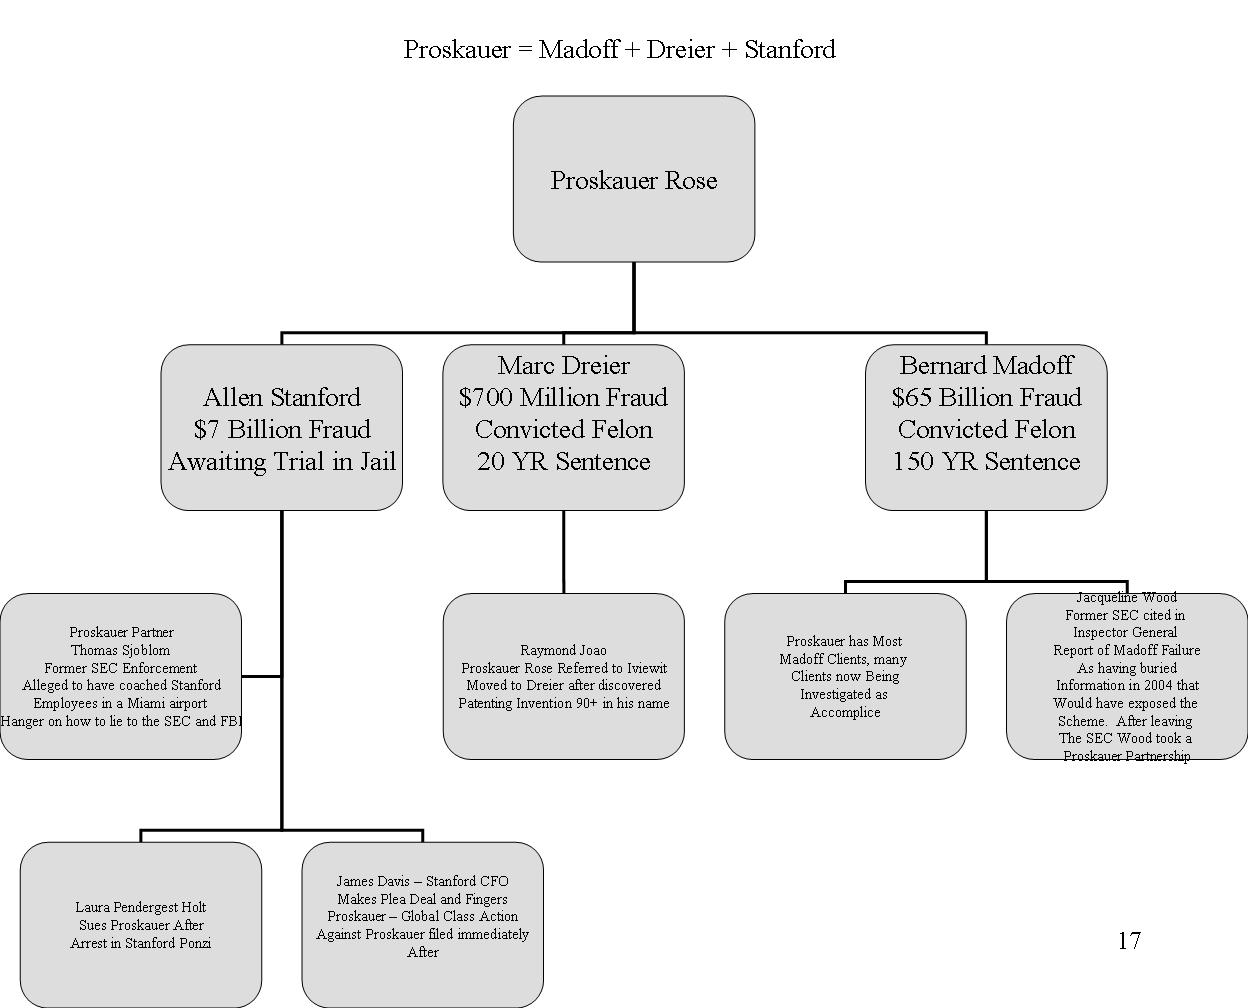 Proskauer = Madoff + Dreier + Stanford
Proskauer Rose
Allen Stanford
$7 Billion Fraud
Awaiting Trial in Jail
Marc Dreier
$700 Million Fraud
Convicted Felon
20 YR Sentence
Bernard Madoff
$65 Billion Fraud
Convicted Felon
150 YR Sentence
Proskauer Partner
Thomas Sjoblom
Former SEC Enforcement
Alleged to have coached Stanford
Employees in a Miami airport
Hanger on how to lie to the SEC and FBI
Raymond Joao
Proskauer Rose Referred to Iviewit
Moved to Dreier after discovered
Patenting Invention 90+ in his name
Proskauer has Most
Madoff Clients, many
Clients now Being
Investigated as
Accomplice
Jacqueline Wood
Former SEC cited in
Inspector General
Report of Madoff Failure
As having buried
Information in 2004 that
Would have exposed the
Scheme. After leaving
The SEC Wood took a
Proskauer Partnership
Laura Pendergest Holt
Sues Proskauer After
Arrest in Stanford Ponzi
James Davis – Stanford CFO
Makes Plea Deal and Fingers
Proskauer – Global Class Action
Against Proskauer filed immediately
After
17